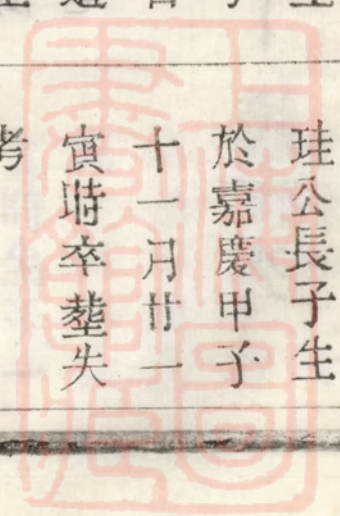 珪公長子生
於嘉慶甲子
十一月廿一
寅時卒塟失
考